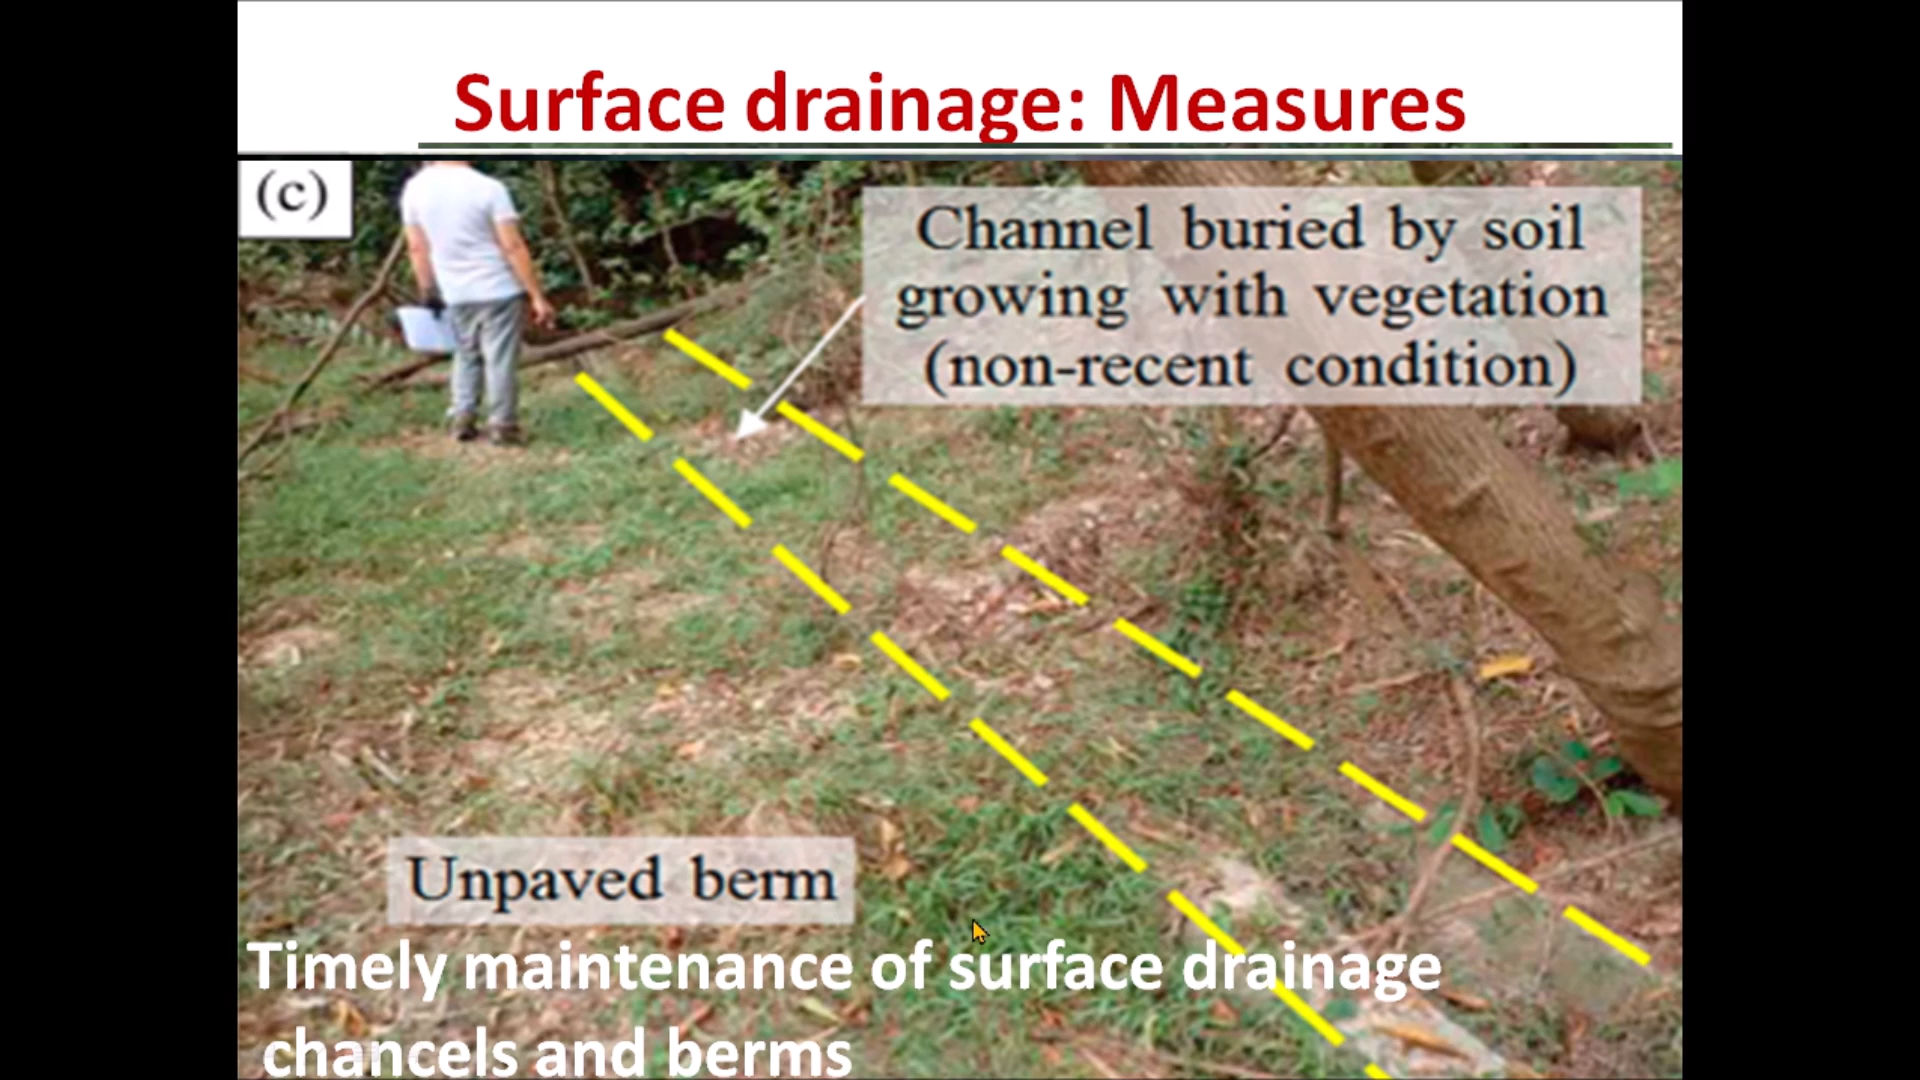 Surface drainage: Measures
(c)
Channel buried by soil
growing with vegetation
(non-recent condition)
Unpaved berm
Timely maintenance of surface drainage
chancels and berms